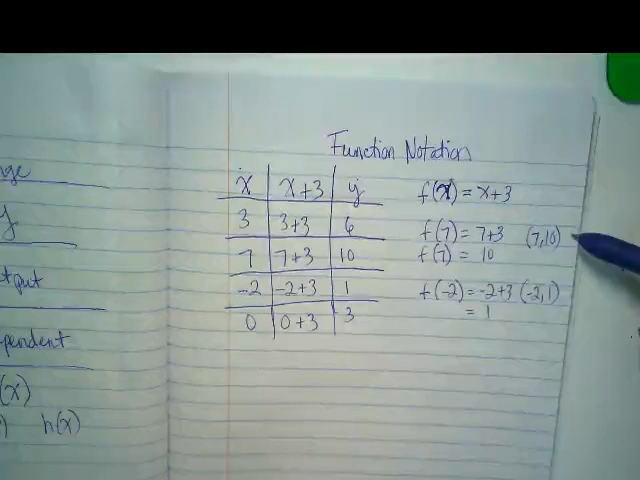 nge
y
tput
pendent
(x)
) h(x)
Function Notation
x x+3 y
3 3+3 6
7 7+3 10
-2 -2+3 1
0 0+3 3
f(x) = x+3
f(7) = 7+3 (7,10)
f(7) = 10
f(-2) = -2+3 (-2,1)
= 1